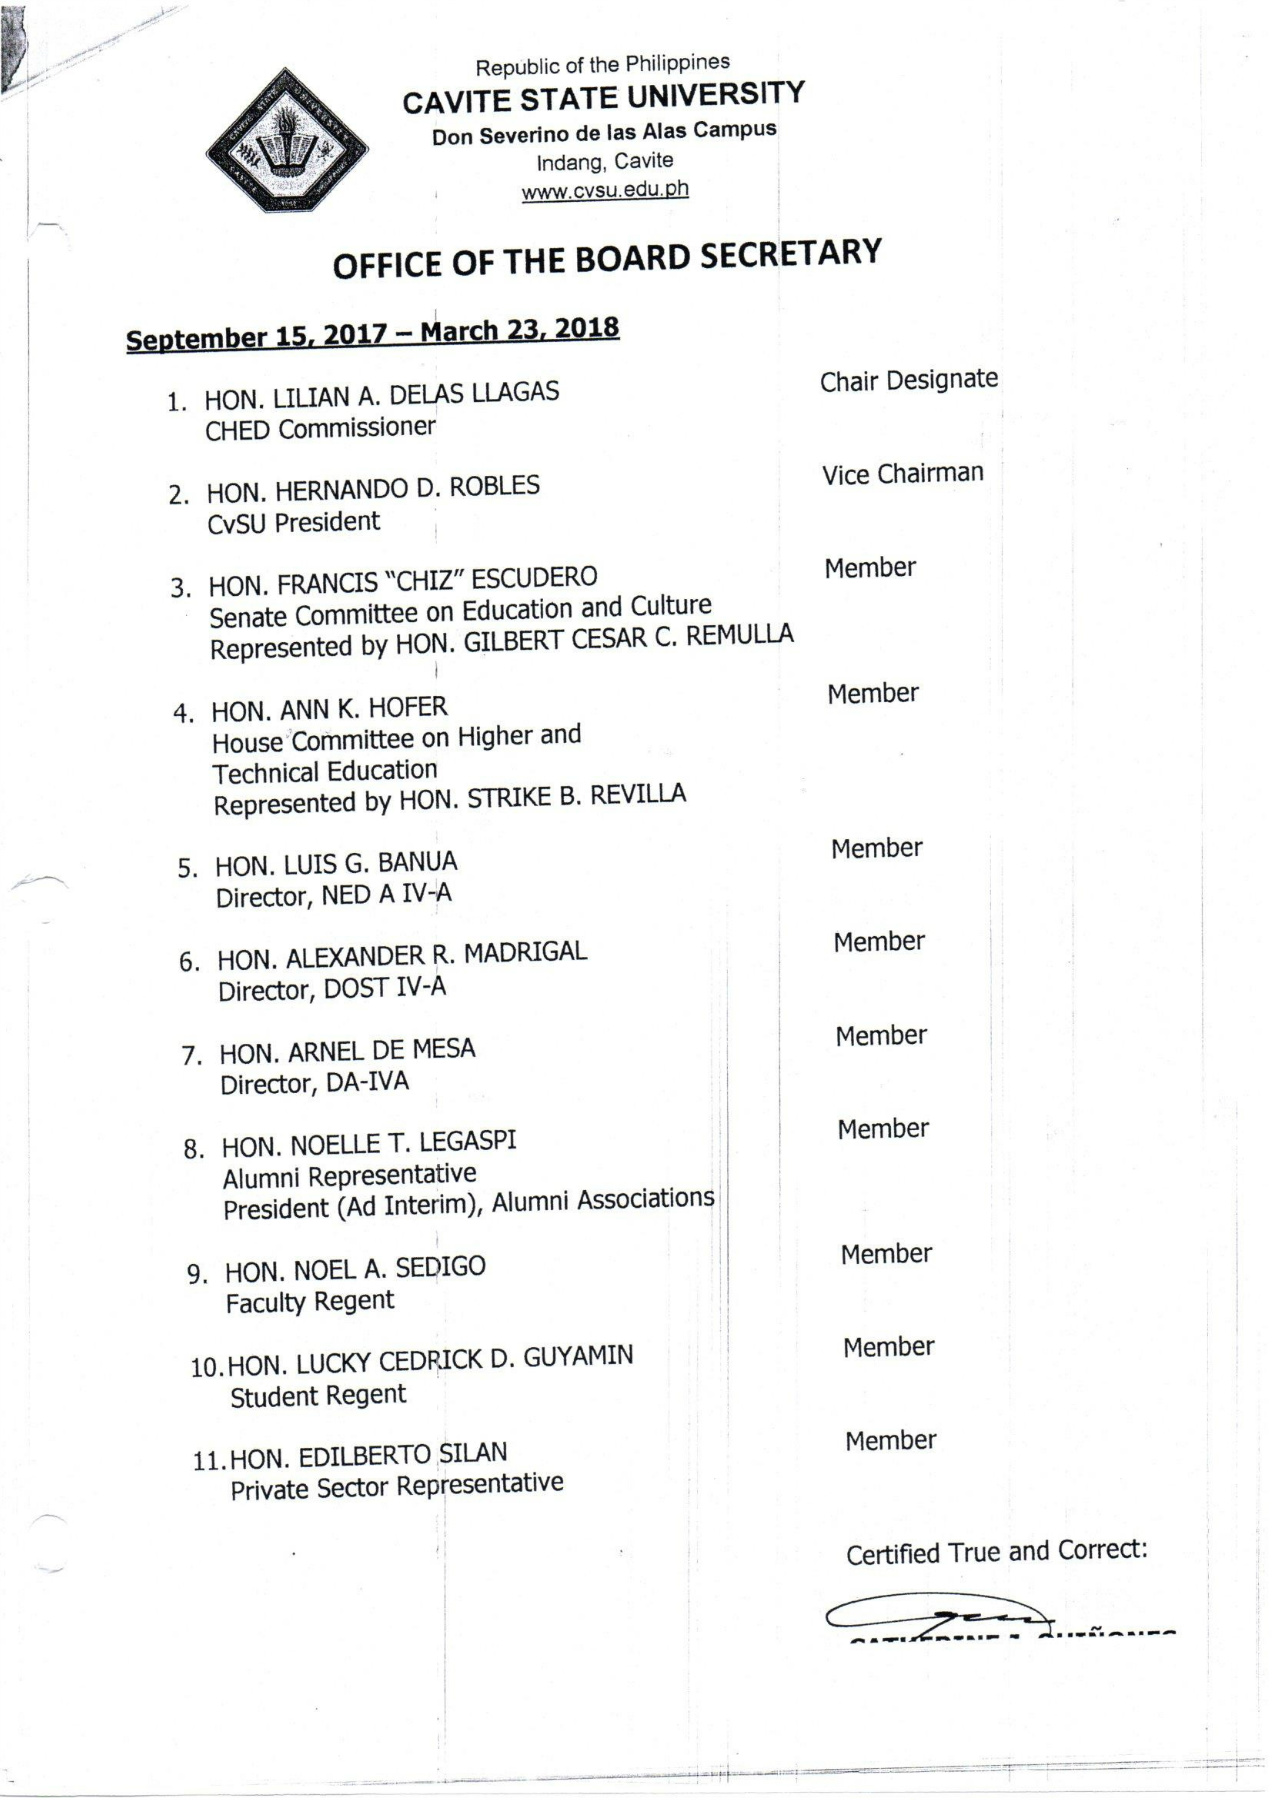 Republic of the Philippines
CAVITE STATE UNIVERSITY
Don Severino de las Alas Campus
Indang, Cavite
www.cvsu.edu.ph
OFFICE OF THE BOARD SECRETARY
September 15, 2017 – March 23, 2018
1. HON. LILIAN A. DELAS LLAGAS Chair Designate
CHED Commissioner
2. HON. HERNANDO D. ROBLES Vice Chairman
CvSU President
3. HON. FRANCIS "CHIZ" ESCUDERO Member
Senate Committee on Education and Culture
Represented by HON. GILBERT CESAR C. REMULLA
4. HON. ANN K. HOFER Member
House Committee on Higher and
Technical Education
Represented by HON. STRIKE B. REVILLA
5. HON. LUIS G. BANUA Member
Director, NED A IV-A
6. HON. ALEXANDER R. MADRIGAL Member
Director, DOST IV-A
7. HON. ARNEL DE MESA Member
Director, DA-IVA
8. HON. NOELLE T. LEGASPI Member
Alumni Representative
President (Ad Interim), Alumni Associations
9. HON. NOEL A. SEDIGO Member
Faculty Regent
10. HON. LUCKY CEDRICK D. GUYAMIN Member
Student Regent
11. HON. EDILBERTO SILAN Member
Private Sector Representative
Certified True and Correct: